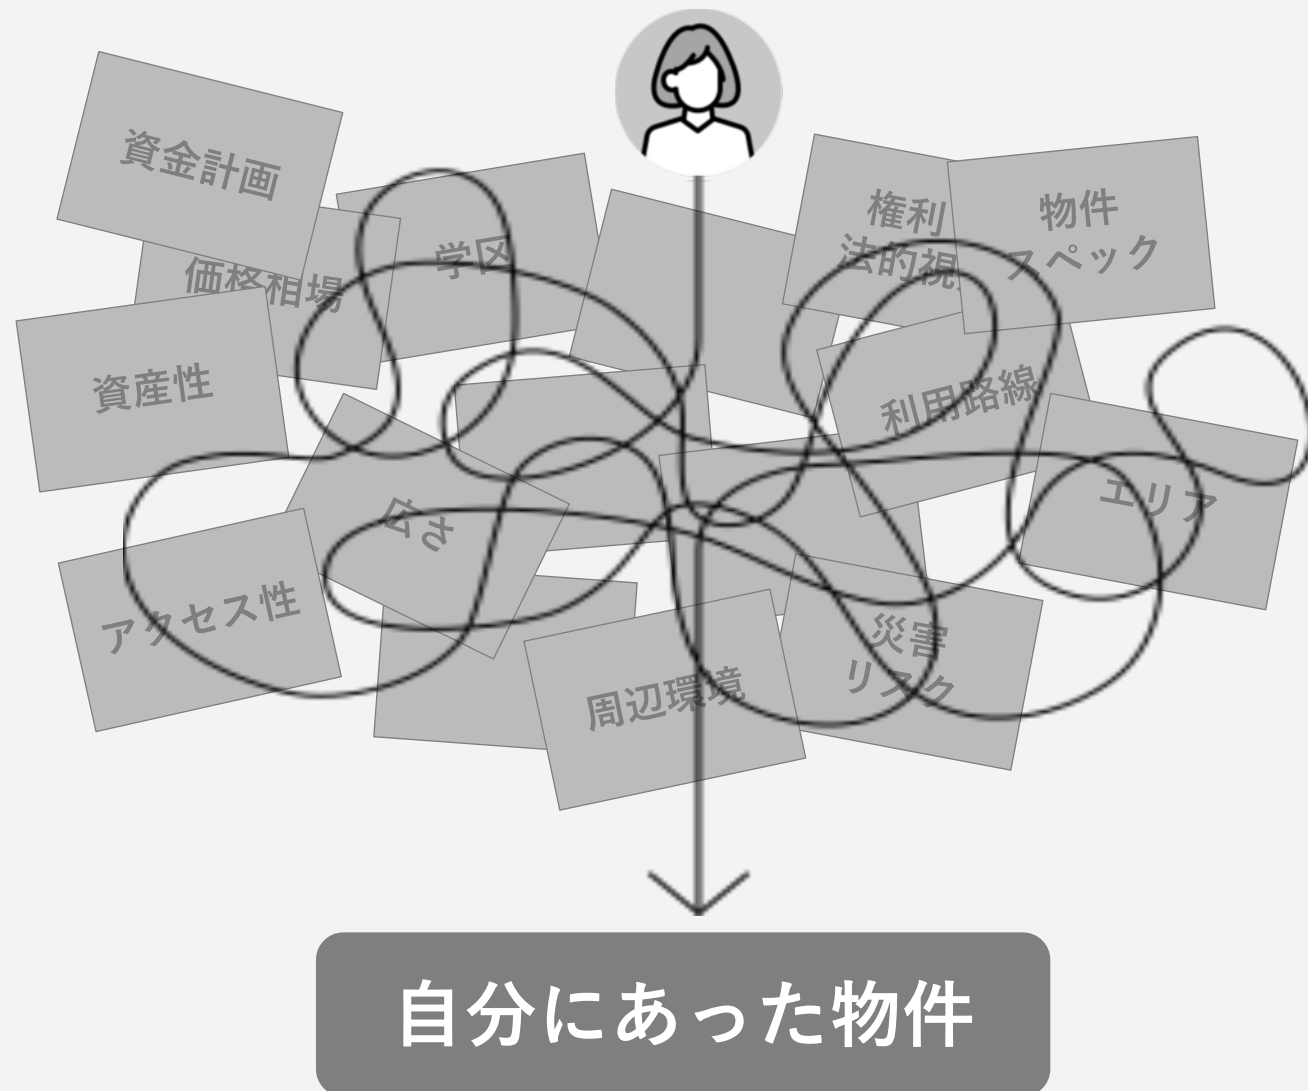 資金計画
価格相場
学区
権利
法的視
物件
スペック
資産性
利用路線
エリア
広さ
アクセス性
周辺環境
災害
リスク
自分にあった物件